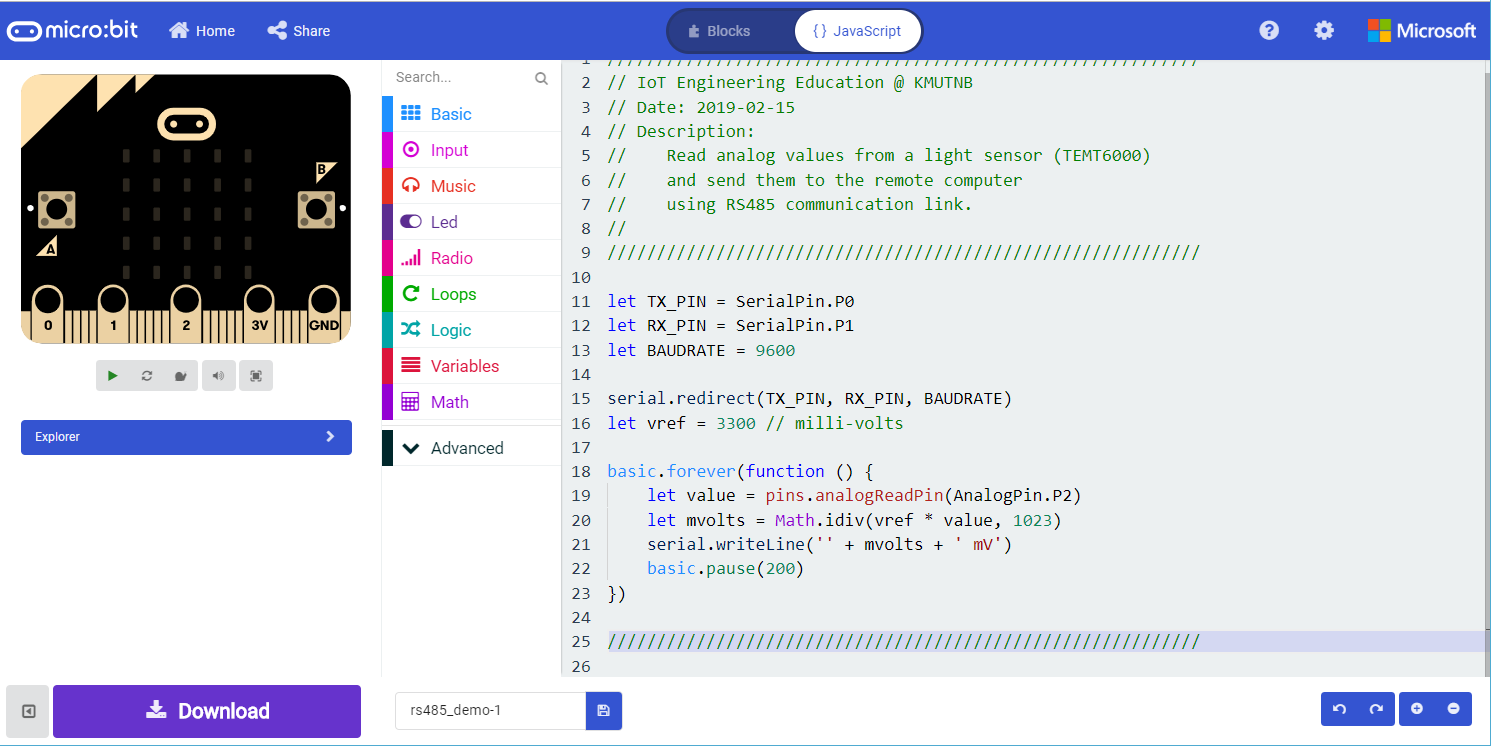 micro:bit Home Share Blocks {} JavaScript ? Microsoft
B
A
0 1 2 3V GND
Explorer
Search...
Basic
Input
Music
Led
Radio
Loops
Logic
Variables
Math
Advanced
1 ////////////////////////////////////////////////////////////
2 // IoT Engineering Education @ KMUTNB
3 // Date: 2019-02-15
4 // Description:
5 //    Read analog values from a light sensor (TEMT6000)
6 //    and send them to the remote computer
7 //    using RS485 communication link.
8 //
9 ////////////////////////////////////////////////////////////
10
11 let TX_PIN = SerialPin.P0
12 let RX_PIN = SerialPin.P1
13 let BAUDRATE = 9600
14
15 serial.redirect(TX_PIN, RX_PIN, BAUDRATE)
16 let vref = 3300 // milli-volts
17
18 basic.forever(function () {
19     let value = pins.analogReadPin(AnalogPin.P2)
20     let mvolts = Math.idiv(vref * value, 1023)
21     serial.writeLine('' + mvolts + ' mV')
22     basic.pause(200)
23 })
24
25 ////////////////////////////////////////////////////////////
26
Download
rs485_demo-1